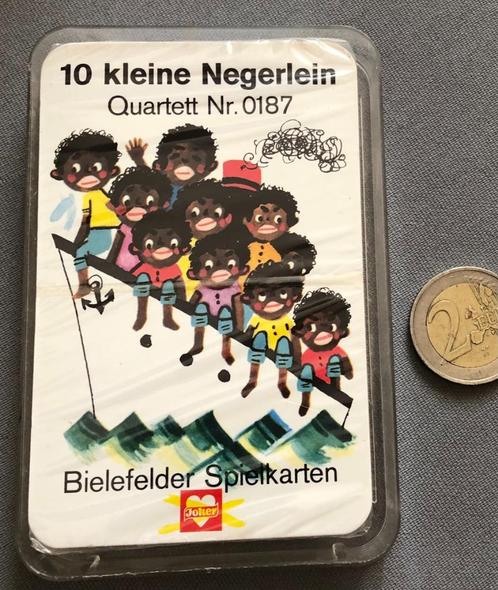 10 kleine Negerlein
Quartett Nr. 0187
Bielefelder Spielkarten
Joker
2